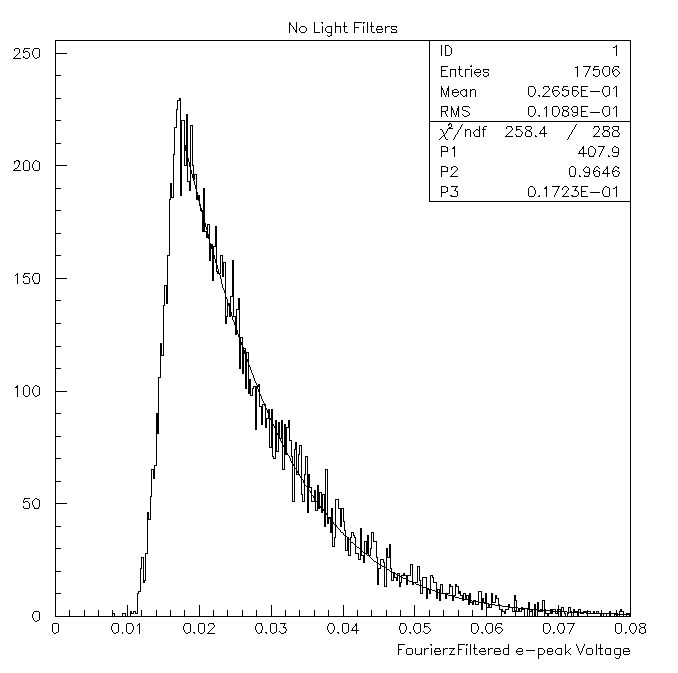 No Light Filters
ID 1
Entries 17506
Mean 0.2656E-01
RMS 0.1089E-01
χ²/ndf 258.4 / 288
P1 407.9
P2 0.9646
P3 0.1723E-01
250
200
150
100
50
0
0 0.01 0.02 0.03 0.04 0.05 0.06 0.07 0.08
FourierzFiltered e-peak Voltage